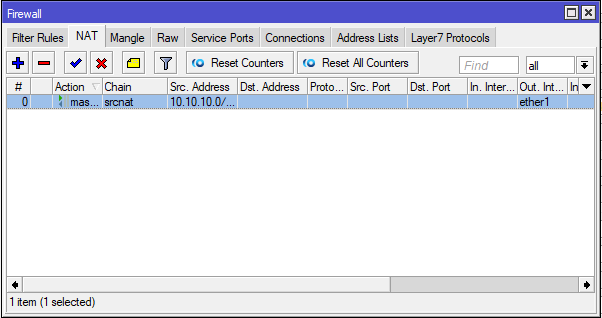 Firewall
Filter Rules NAT Mangle Raw Service Ports Connections Address Lists Layer7 Protocols
Reset Counters Reset All Counters Find all
# Action Chain Src. Address Dst. Address Proto... Src. Port Dst. Port In. Inter... Out. Int... In
0 mas... srcnat 10.10.10.0/... ether1
1 item (1 selected)